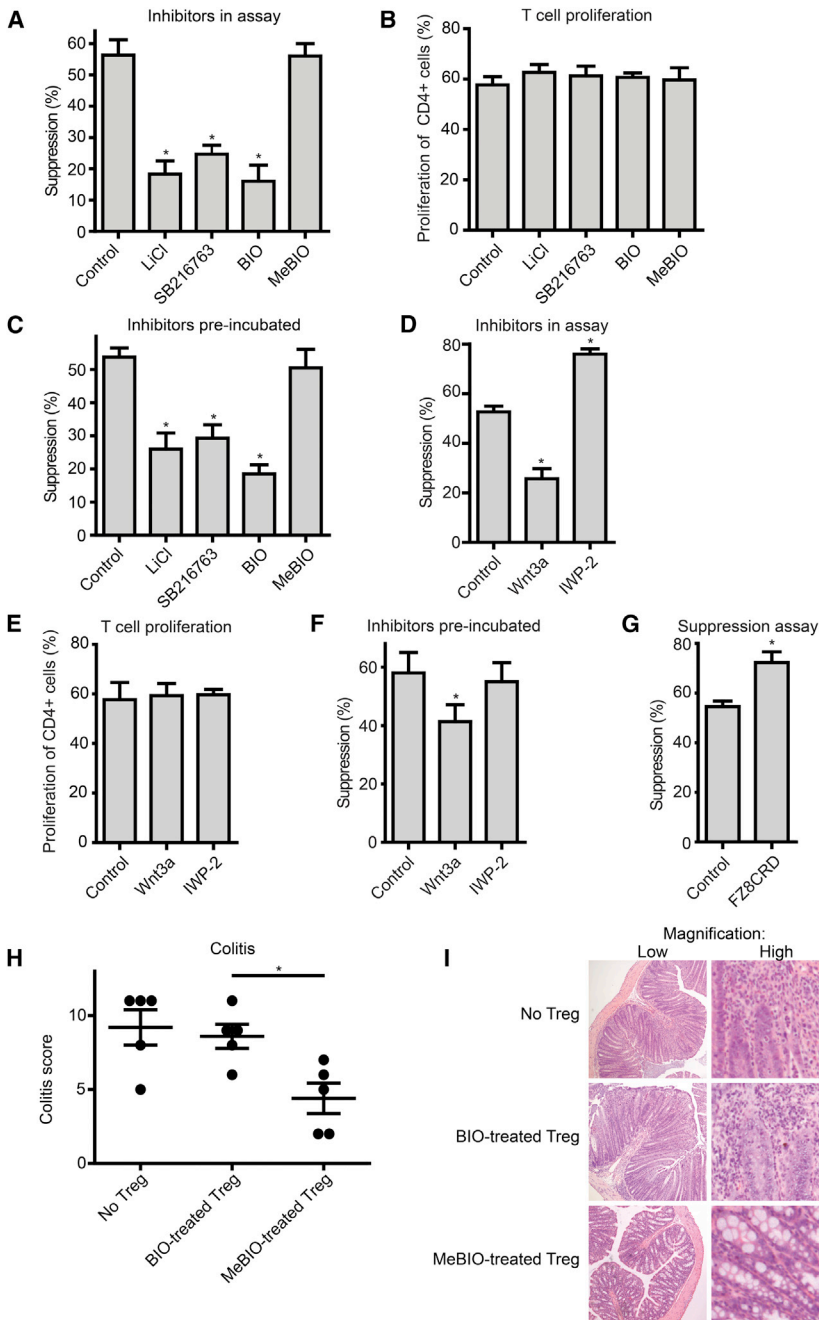 A
Inhibitors in assay
Suppression (%)
60
50
40
30
20
10
0
*
*
*
Control
LiCl
SB216763
BIO
MeBIO
B
T cell proliferation
Proliferation of CD4+ cells (%)
80
60
40
20
0
Control
LiCl
SB216763
BIO
MeBIO
C
Inhibitors pre-incubated
Suppression (%)
60
50
40
30
20
10
0
*
*
*
Control
LiCl
SB216763
BIO
MeBIO
D
Inhibitors in assay
Suppression (%)
80
60
40
20
0
*
*
Control
Wnt3a
IWP-2
E
T cell proliferation
Proliferation of CD4+ cells (%)
80
60
40
20
0
Control
Wnt3a
IWP-2
F
Inhibitors pre-incubated
Suppression (%)
60
40
20
0
*
Control
Wnt3a
IWP-2
G
Suppression assay
Suppression (%)
80
60
40
20
0
*
Control
FZ8CRD
H
Colitis
Colitis score
10
5
0
*
No Treg
BIO-treated Treg
MeBIO-treated Treg
I
Magnification:
Low High
No Treg
BIO-treated Treg
MeBIO-treated Treg